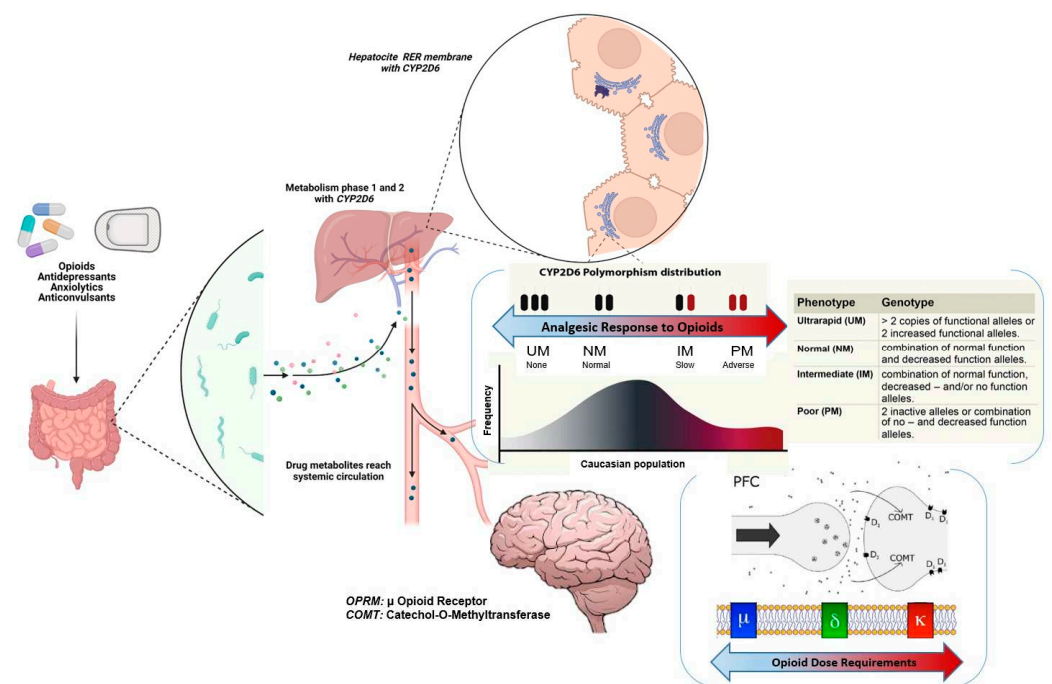 Hepatocite RER membrane
with CYP2D6
Metabolism phase 1 and 2
with CYP2D6
Opioids
Antidepressants
Anxiolytics
Anticonvulsants
Drug metabolites reach
systemic circulation
CYP2D6 Polymorphism distribution
Analgesic Response to Opioids
UM NM IM PM
None Normal Slow Adverse
Frequency
Caucasian population
Phenotype Genotype
Ultrarapid (UM) > 2 copies of functional alleles or
2 increased functional alleles.
Normal (NM) combination of normal function
and decreased function alleles.
Intermediate (IM) combination of normal function,
decreased – and/or no function
alleles.
Poor (PM) 2 inactive alleles or combination
of no – and decreased function
alleles.
OPRM: µ Opioid Receptor
COMT: Catechol-O-Methyltransferase
PFC
COMT
COMT
µ δ κ
Opioid Dose Requirements